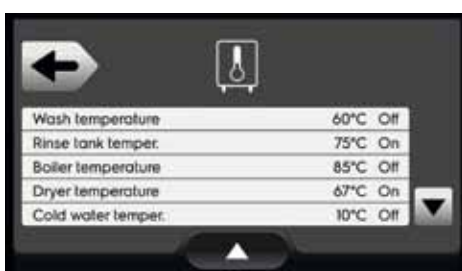 Wash temperature 60°C Off
Rinse tank temper. 75°C On
Boiler temperature 85°C Off
Dryer temperature 67°C On
Cold water temper. 10°C Off